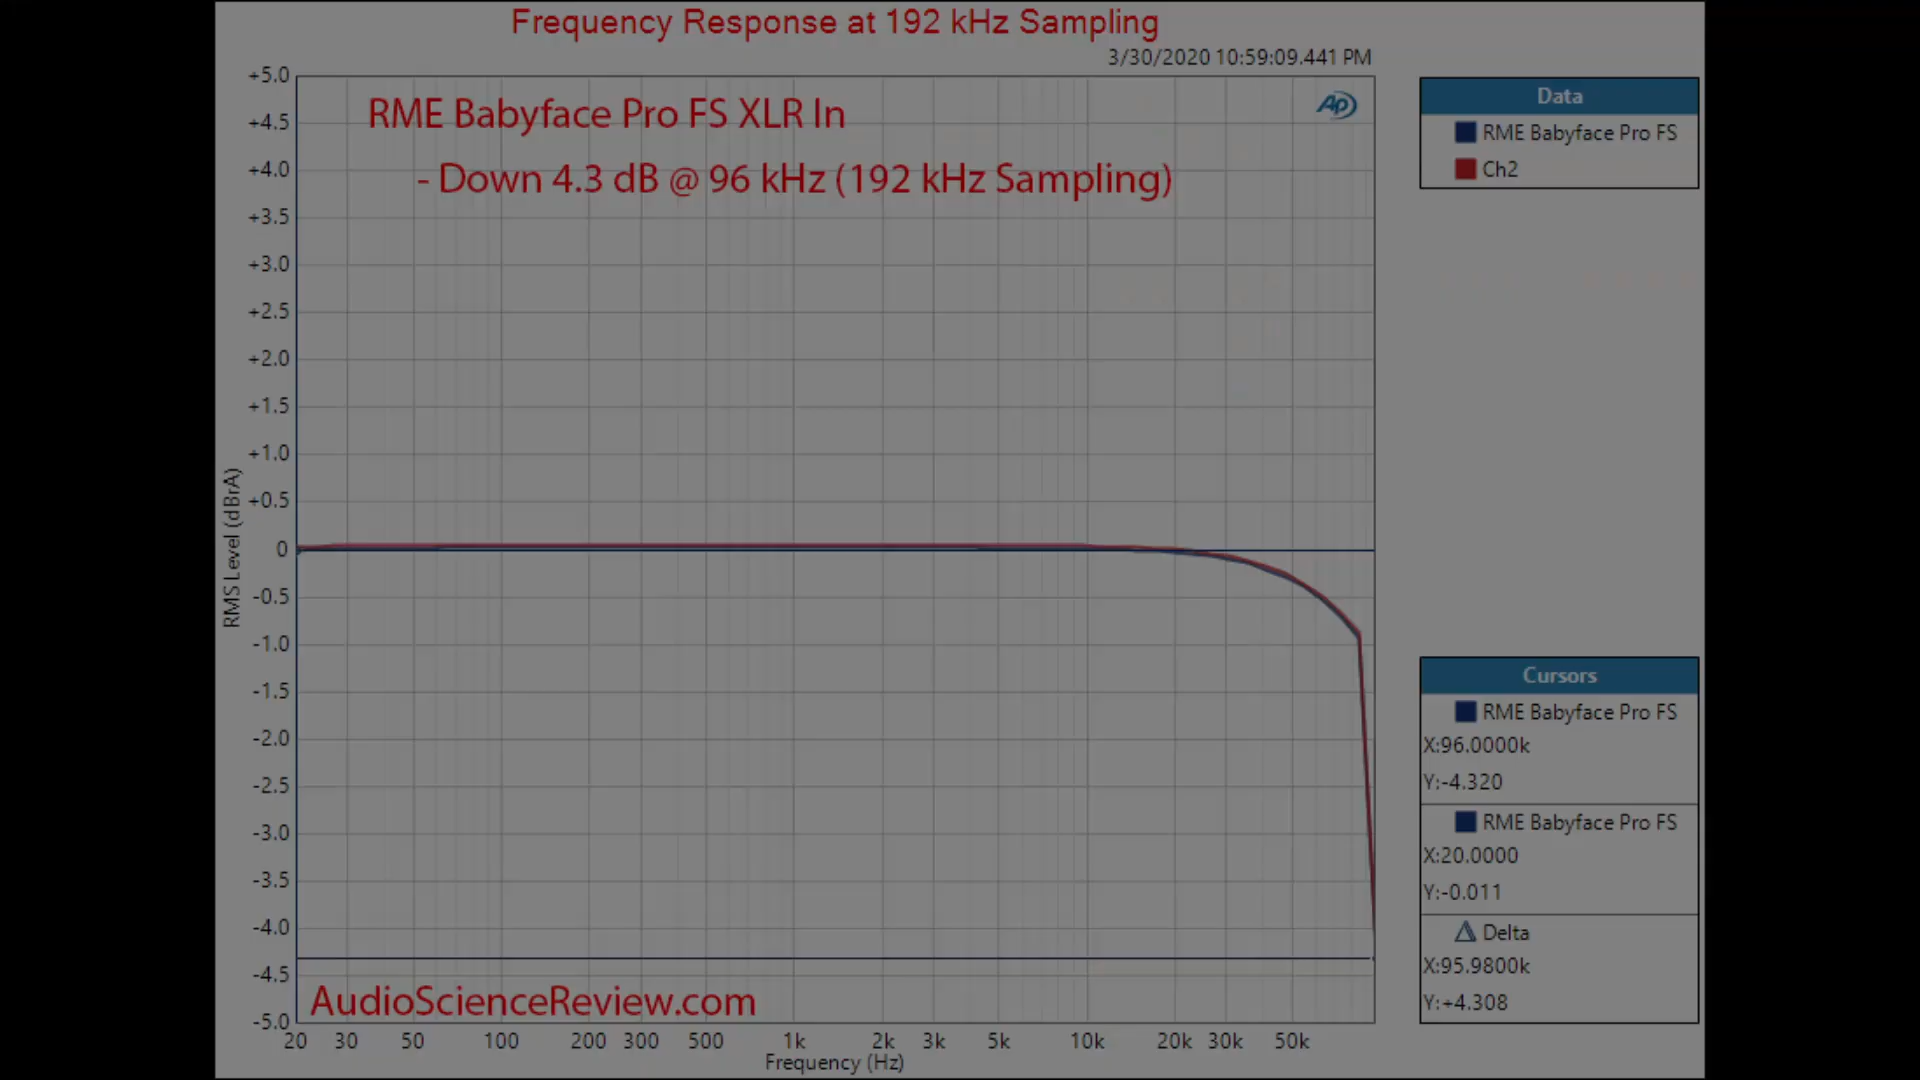 Frequency Response at 192 kHz Sampling
3/30/2020 10:59:09.441 PM
RME Babyface Pro FS XLR In
- Down 4.3 dB @ 96 kHz (192 kHz Sampling)
AP
+5.0
+4.5
+4.0
+3.5
+3.0
+2.5
+2.0
+1.5
+1.0
+0.5
0
-0.5
-1.0
-1.5
-2.0
-2.5
-3.0
-3.5
-4.0
-4.5
-5.0
RMS Level (dBrA)
AudioScienceReview.com
20 30 50 100 200 300 500 1k 2k 3k 5k 10k 20k 30k 50k
Frequency (Hz)
Data
RME Babyface Pro FS
Ch2
Cursors
RME Babyface Pro FS
X:96.0000k
Y:-4.320
RME Babyface Pro FS
X:20.0000
Y:-0.011
Delta
X:95.9800k
Y:+4.308